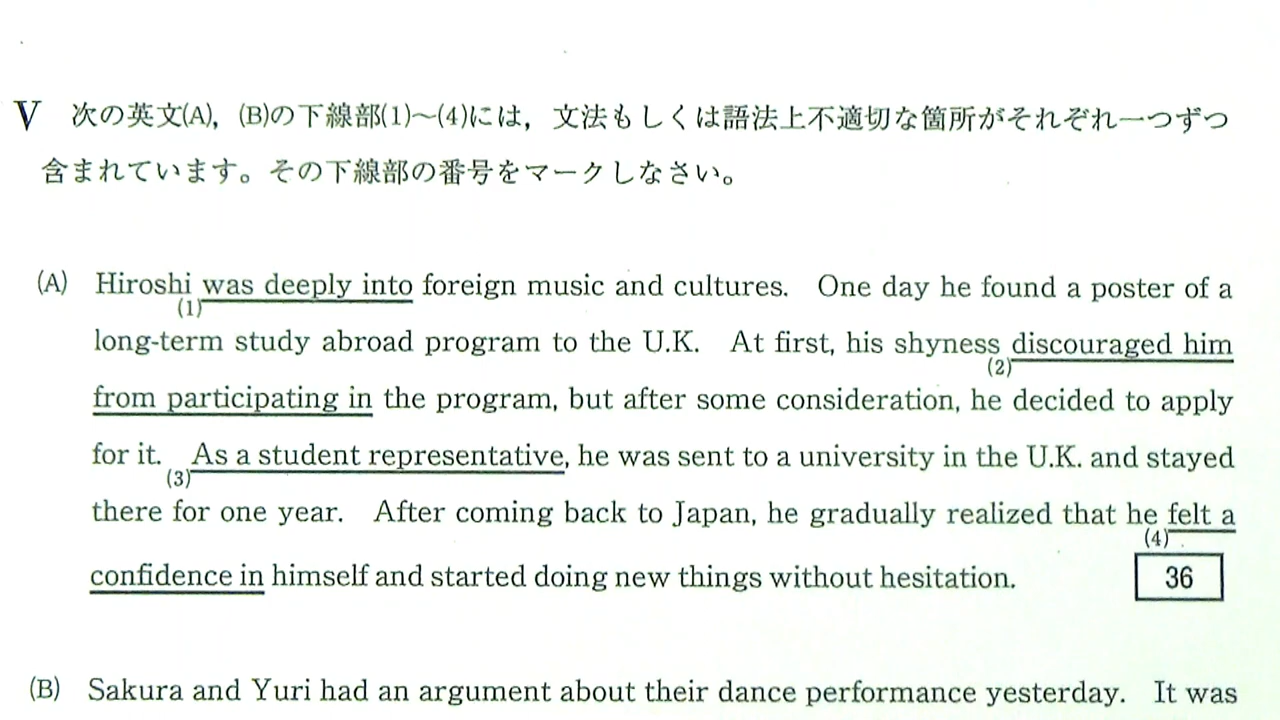 V 次の英文(A), (B)の下線部(1)〜(4)には，文法もしくは語法上不適切な箇所がそれぞれ一つずつ
含まれています。その下線部の番号をマークしなさい。
(A) Hiroshi was deeply into foreign music and cultures. One day he found a poster of a
(1)
long-term study abroad program to the U.K. At first, his shyness discouraged him
(2)
from participating in the program, but after some consideration, he decided to apply
for it. As a student representative, he was sent to a university in the U.K. and stayed
(3)
there for one year. After coming back to Japan, he gradually realized that he felt a
(4)
confidence in himself and started doing new things without hesitation. 36
(B) Sakura and Yuri had an argument about their dance performance yesterday. It was